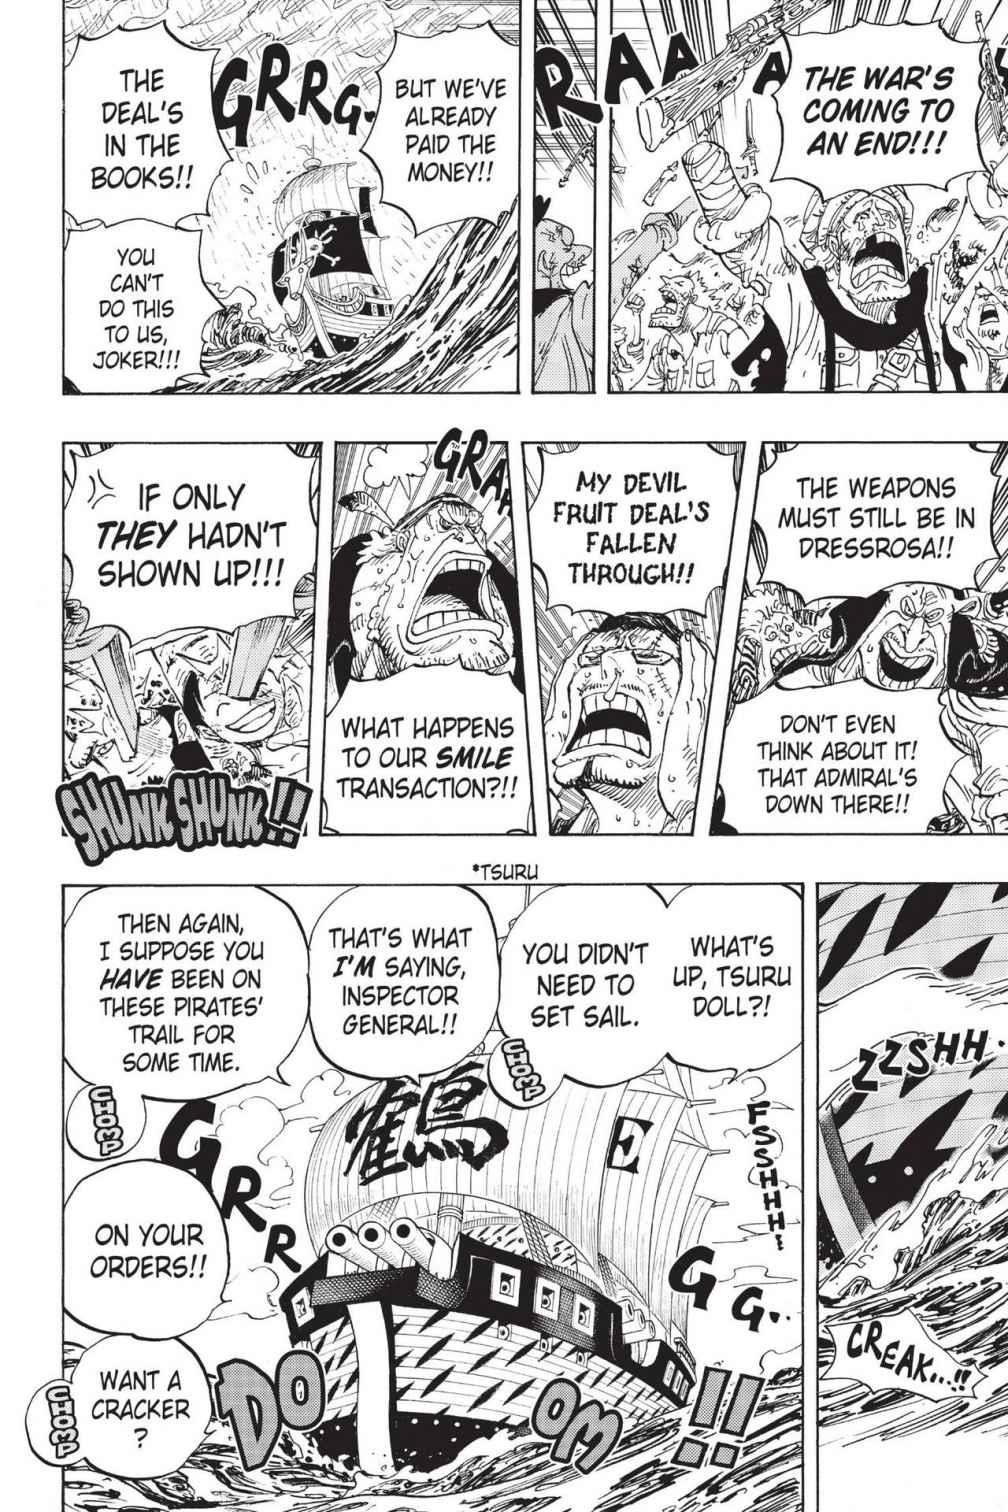 THE WAR'S
COMING TO
AN END!!!
RAAA
BUT WE'VE
ALREADY
PAID THE
MONEY!!
GRRG.
THE
DEAL'S
IN THE
BOOKS!!
YOU
CAN'T
DO THIS
TO US,
JOKER!!!
THE WEAPONS
MUST STILL BE IN
DRESSROSA!!
DON'T EVEN
THINK ABOUT IT!
THAT ADMIRAL'S
DOWN THERE!!
MY DEVIL
FRUIT DEAL'S
FALLEN
THROUGH!!
GRAH
WHAT HAPPENS
TO OUR SMILE
TRANSACTION?!!
IF ONLY
THEY HADN'T
SHOWN UP!!!
SHUNK SHUNK!!
*TSURU
ZZSHH.
CREAK...!!
WHAT'S
UP, TSURU
DOLL?!
YOU DIDN'T
NEED TO
SET SAIL.
CHOMP
THAT'S WHAT
I'M SAYING,
INSPECTOR
GENERAL!!
THEN AGAIN,
I SUPPOSE YOU
HAVE BEEN ON
THESE PIRATES'
TRAIL FOR
SOME TIME.
CHOMP
鶴
E
FSSHHH!
GRRGG..
ON YOUR
ORDERS!!
WANT A
CRACKER
?
CHOMP
DOOM!!